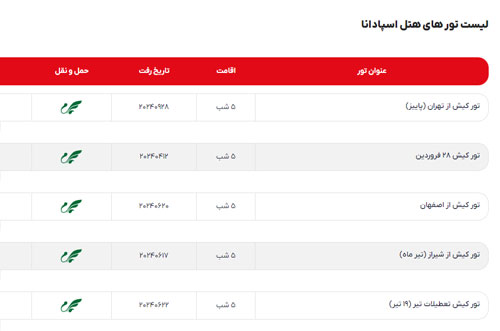 لیست تور های هتل اسپادانا
عنوان تور اقامت تاریخ رفت حمل و نقل
تور کیش از تهران (پاییز) ۵ شب ۲۰۲۴۰۹۲۸
تور کیش ۲۸ فروردین ۵ شب ۲۰۲۴۰۴۱۲
تور کیش از اصفهان ۵ شب ۲۰۲۴۰۶۲۰
تور کیش از شیراز (تیر ماه) ۵ شب ۲۰۲۴۰۶۱۷
تور کیش تعطیلات تیر (۱۹ تیر) ۵ شب ۲۰۲۴۰۶۲۲